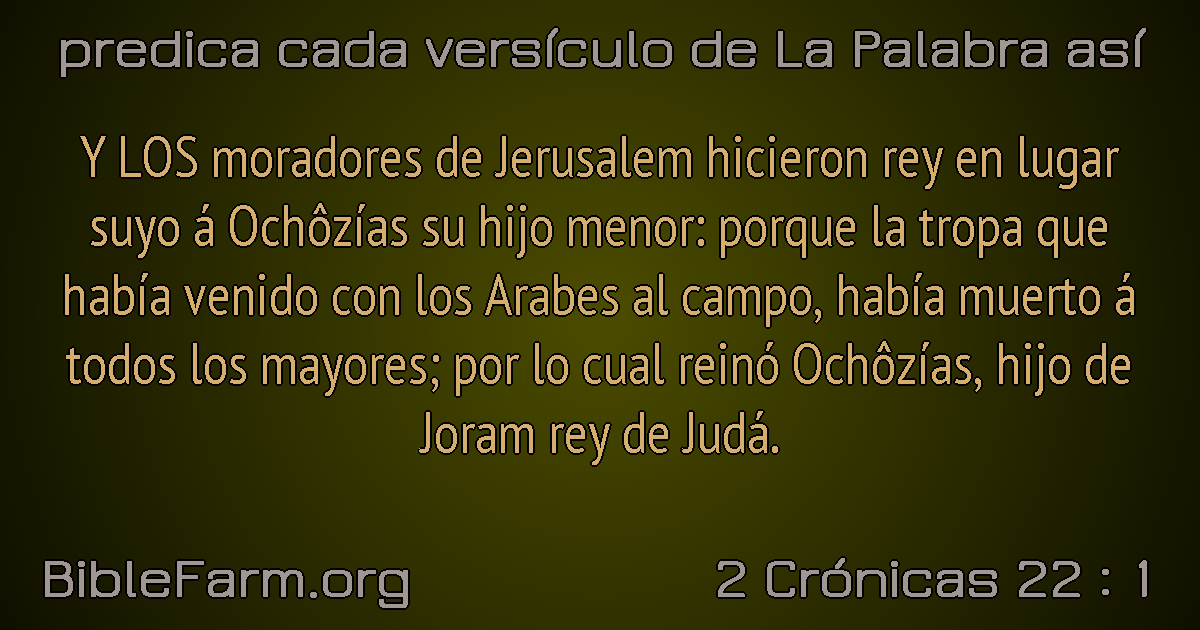 predica cada versículo de La Palabra así
Y LOS moradores de Jerusalem hicieron rey en lugar
suyo á Ochôzías su hijo menor: porque la tropa que
había venido con los Arabes al campo, había muerto á
todos los mayores; por lo cual reinó Ochôzías, hijo de
Joram rey de Judá.
BibleFarm.org
2 Crónicas 22 : 1